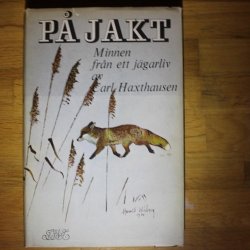 PÅ JAKT
Minnen
från ett jägarliv
av
Carl Haxthausen